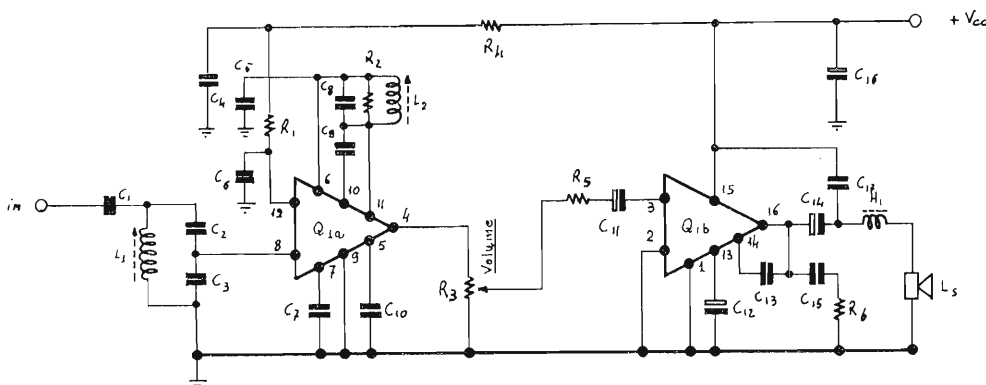 + Vcc
R4
C16
C4
C5
C8
R2
L2
R1
C9
C6
6
10
11
12
4
Q1a
8
7
9
5
in
C1
L1
C2
C3
C7
C10
R3
Volume
R5
C11
3
2
15
16
Q1b
14
13
1
C17
C14
H1
C12
C13
C15
R6
Ls